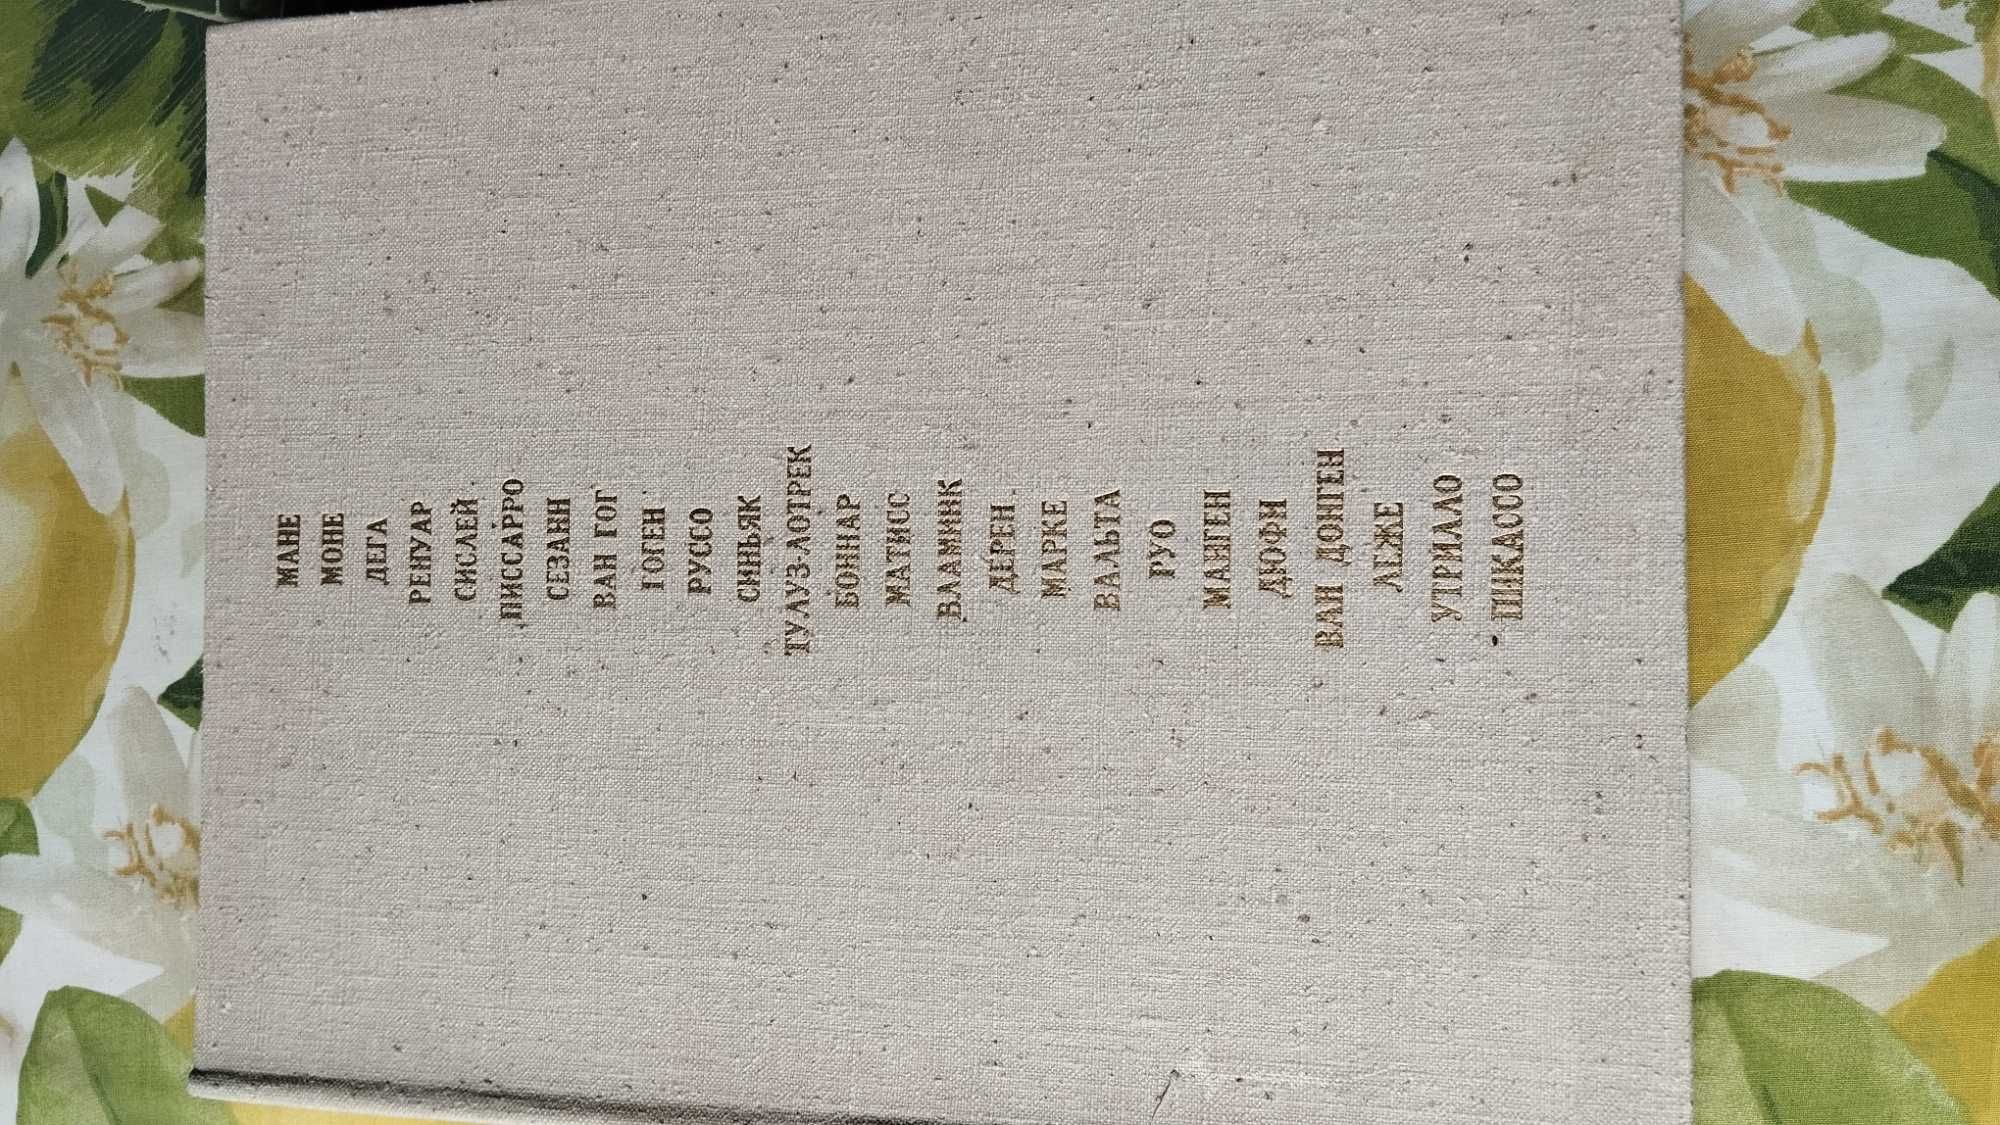 МАНЕ
МОНЕ
ДЕГА
РЕНУАР
СИСЛЕЙ
ПИССАРРО
СЕЗАНН
ВАН ГОГ
ГОГЕН
РУССО
СИНЬЯК
ТУЛУЗ-ЛОТРЕК
БОННАР
МАТИСС
ВЛАМИНК
ДЕРЕН
МАРКЕ
ВАЛЬТА
РУО
МАНГЕН
ДЮФИ
ВАН ДОНГЕН
ЛЕЖЕ
УТРИЛЛО
ПИКАССО